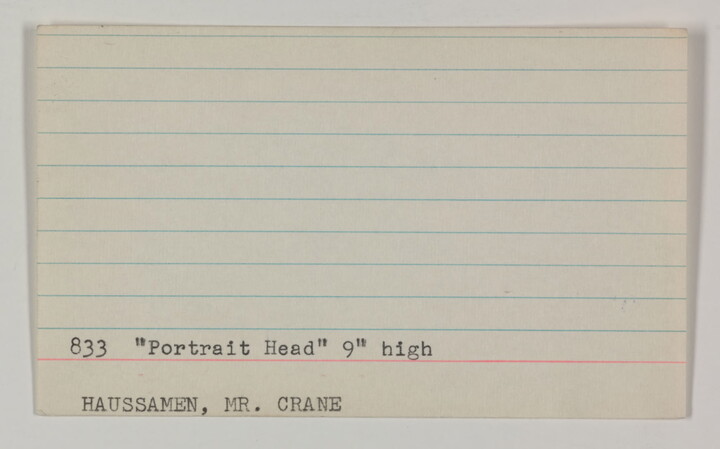 833 "Portrait Head" 9" high
HAUSSAMEN, MR. CRANE